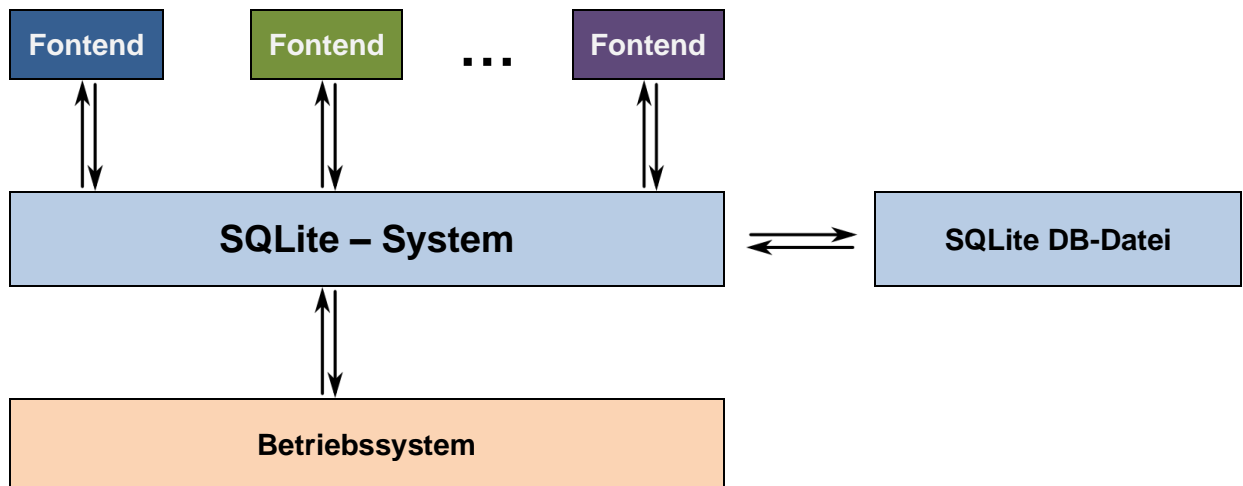 Fontend
Fontend
...
Fontend
SQLite – System
SQLite DB-Datei
Betriebssystem